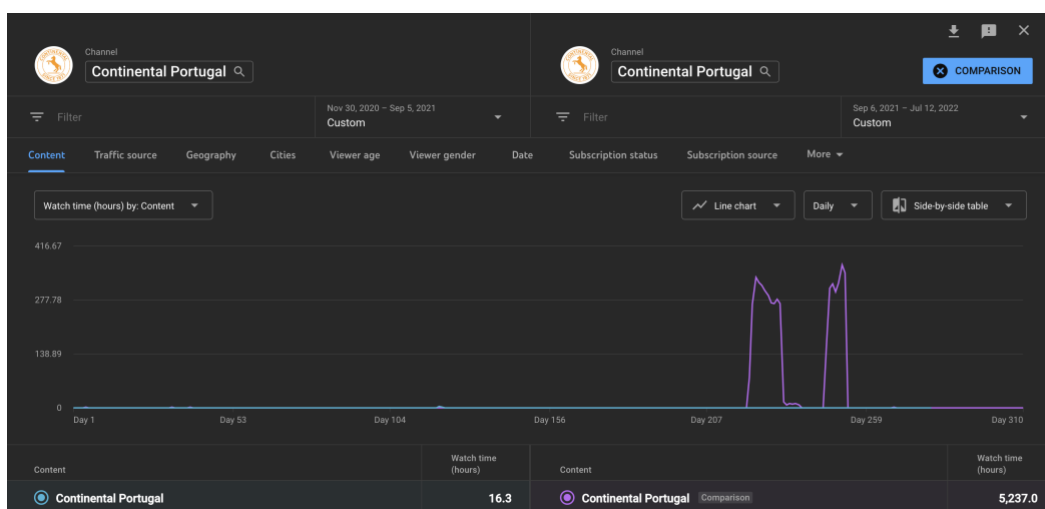 Channel
Continental Portugal
Channel
Continental Portugal
COMPARISON
Filter
Nov 30, 2020 – Sep 5, 2021
Custom
Filter
Sep 6, 2021 – Jul 12, 2022
Custom
Content Traffic source Geography Cities Viewer age Viewer gender Date Subscription status Subscription source More
Watch time (hours) by: Content
Line chart
Daily
Side-by-side table
416.67
277.78
138.89
0
Day 1 Day 53 Day 104 Day 156 Day 207 Day 259 Day 310
Content
Watch time
(hours)
Content
Watch time
(hours)
Continental Portugal 16.3
Continental Portugal Comparison 5,237.0